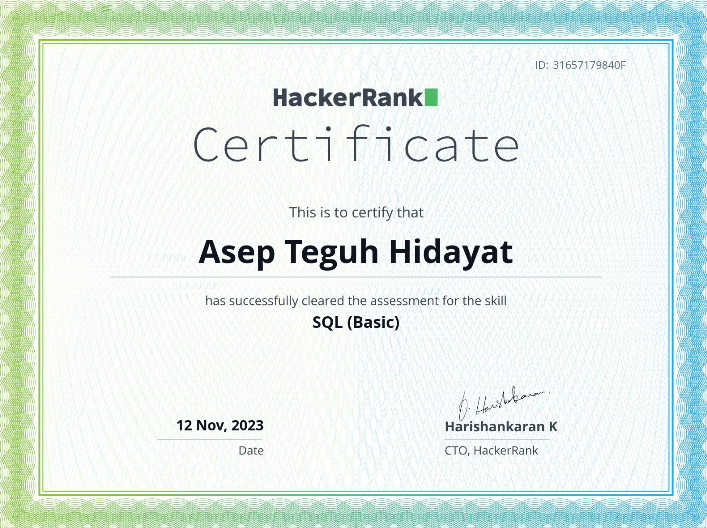 ID: 31657179840F
HackerRank
Certificate
This is to certify that
Asep Teguh Hidayat
has successfully cleared the assessment for the skill
SQL (Basic)
12 Nov, 2023
Date
Harishankaran K
CTO, HackerRank